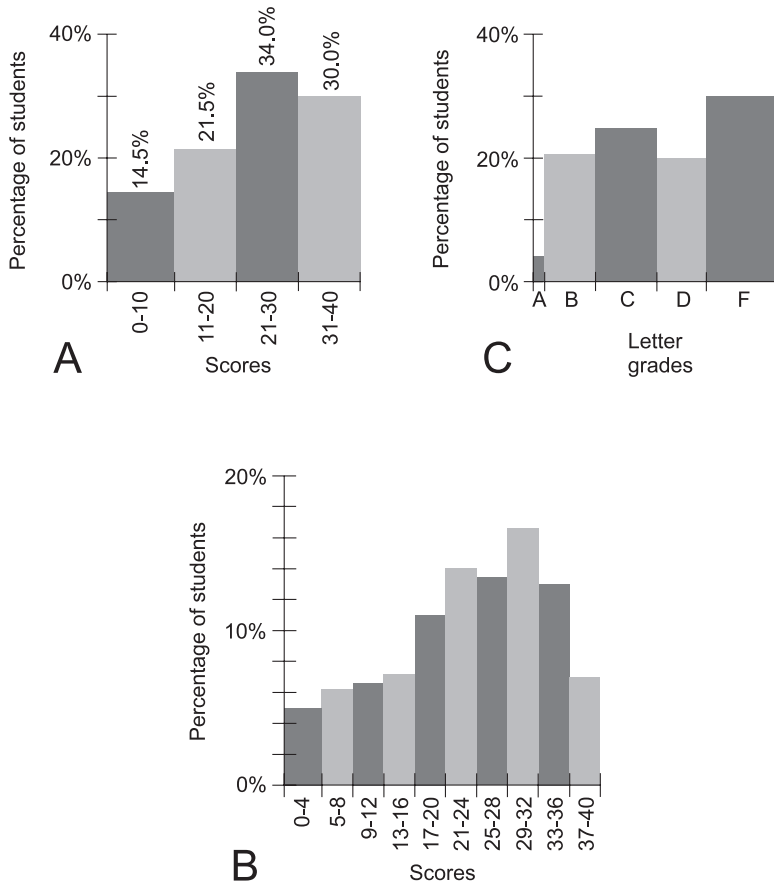 Percentage of students
40%
20%
0%
14.5%
21.5%
34.0%
30.0%
0-10
11-20
21-30
31-40
Scores
A
Percentage of students
40%
20%
0%
A
B
C
D
F
Letter
grades
C
Percentage of students
20%
10%
0%
0-4
5-8
9-12
13-16
17-20
21-24
25-28
29-32
33-36
37-40
Scores
B